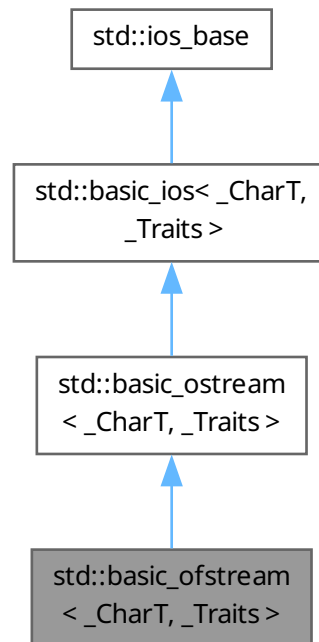 std::ios_base
std::basic_ios< _CharT,
_Traits >
std::basic_ostream
< _CharT, _Traits >
std::basic_ofstream
< _CharT, _Traits >